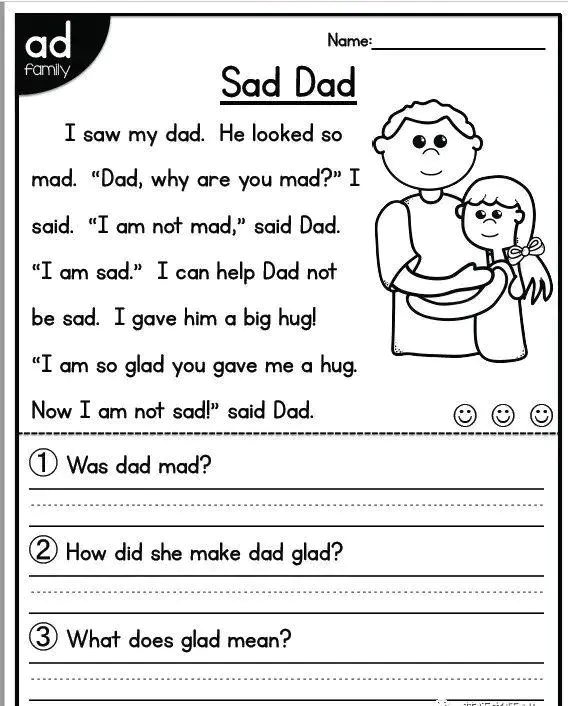 ad
family
Name:
Sad Dad
I saw my dad. He looked so
mad. “Dad, why are you mad?” I
said. “I am not mad,” said Dad.
“I am sad.” I can help Dad not
be sad. I gave him a big hug!
“I am so glad you gave me a hug.
Now I am not sad!” said Dad.
① Was dad mad?
② How did she make dad glad?
③ What does glad mean?